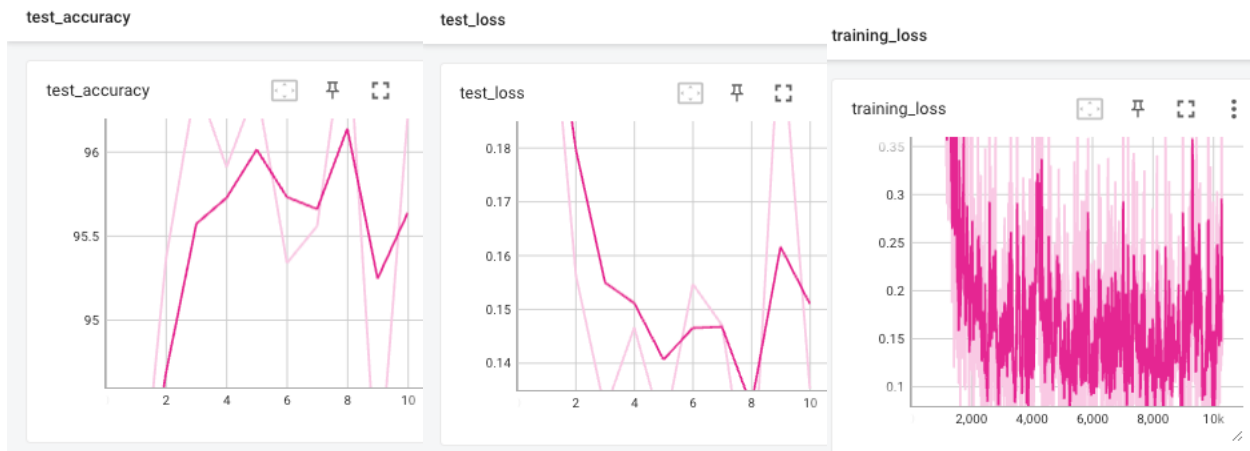 test_accuracy
test_accuracy
96
95.5
95
2 4 6 8 10
test_loss
test_loss
0.18
0.17
0.16
0.15
0.14
2 4 6 8 10
training_loss
training_loss
0.35
0.3
0.25
0.2
0.15
0.1
2,000 4,000 6,000 8,000 10k